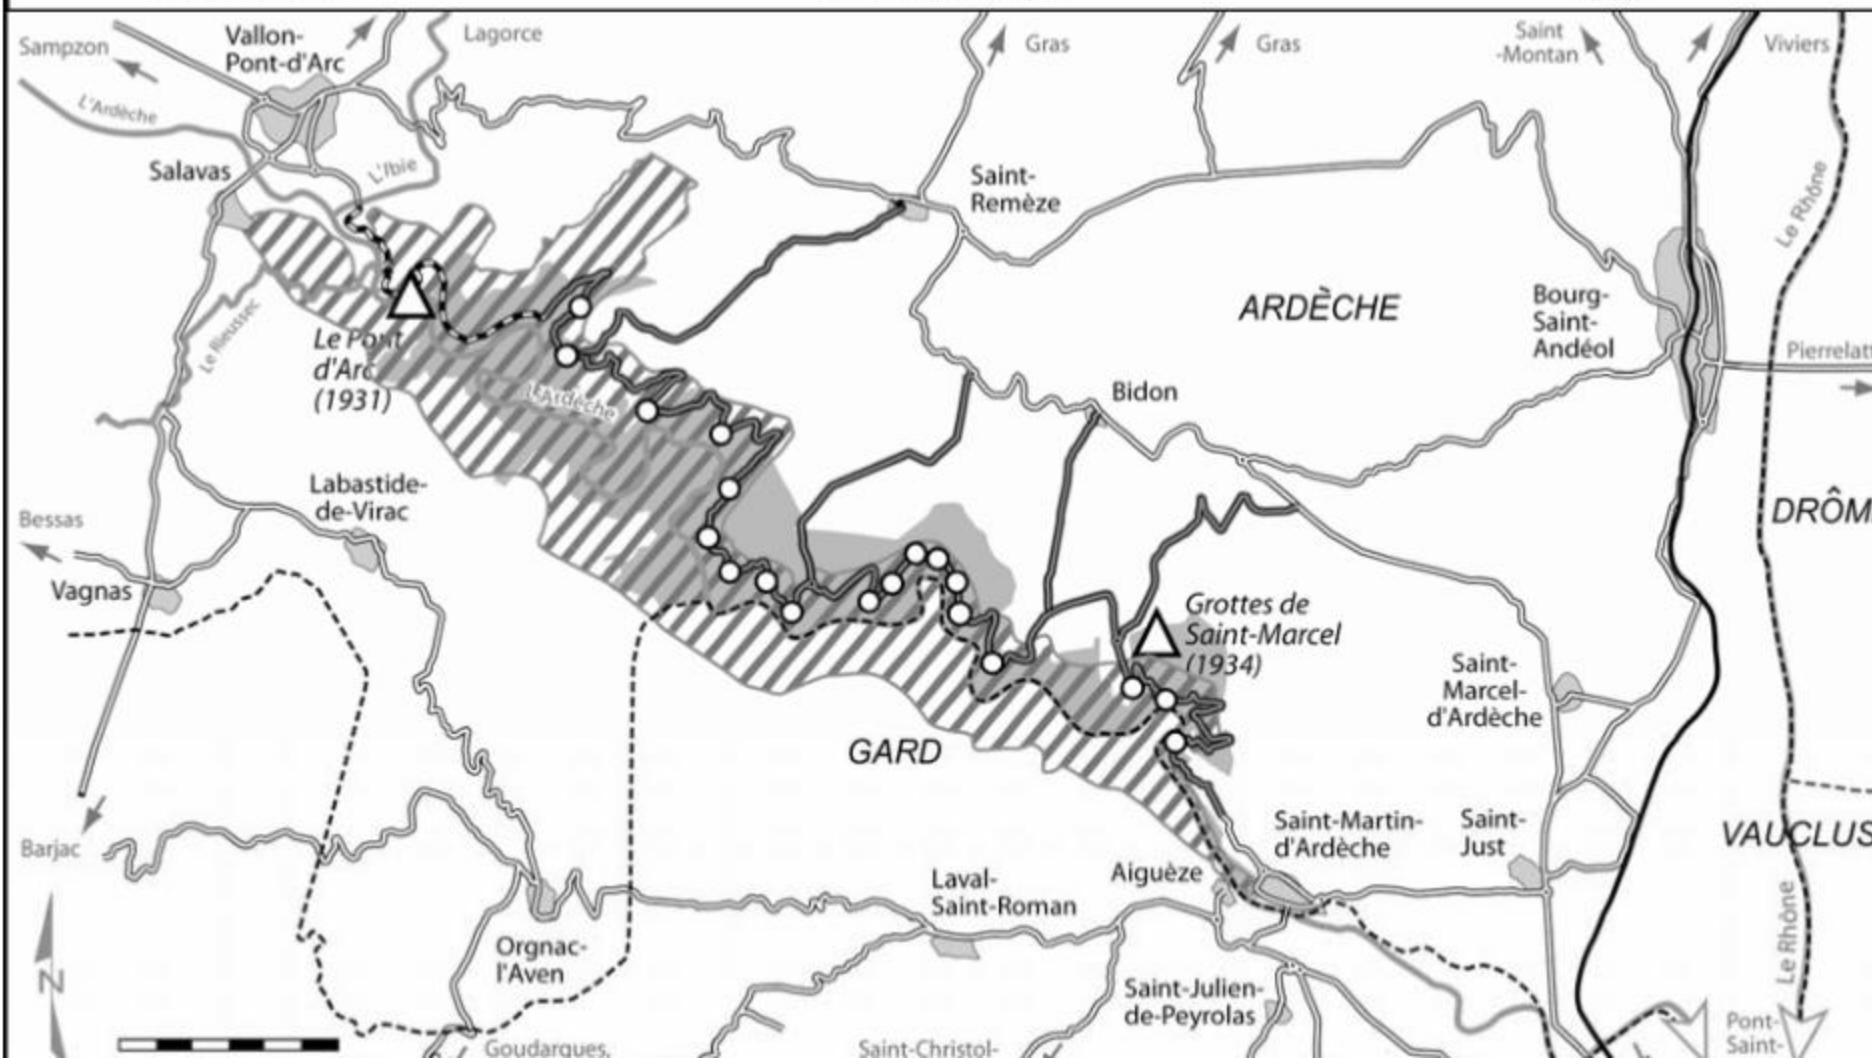 Sampzon
Vallon-
Pont-d'Arc
Lagorce
Gras
Gras
Saint
-Montan
Viviers
L'Ardèche
Salavas
L'Ibie
Saint-
Remèze
Le Rhône
ARDÈCHE
Bourg-
Saint-
Andéol
Pierrelatt
Le Rieussec
Le Pont
d'Arc
(1931)
L'Ardèche
Bidon
Labastide-
de-Virac
Bessas
Vagnas
DRÔM
Grottes de
Saint-Marcel
(1934)
Saint-
Marcel-
d'Ardèche
GARD
Saint-Martin-
d'Ardèche
Saint-
Just
VAUCLUS
Barjac
Aiguèze
Laval-
Saint-Roman
Orgnac-
l'Aven
Le Rhône
Saint-Julien-
de-Peyrolas
N
Goudargues,
Saint-Christol-
Pont-
Saint-